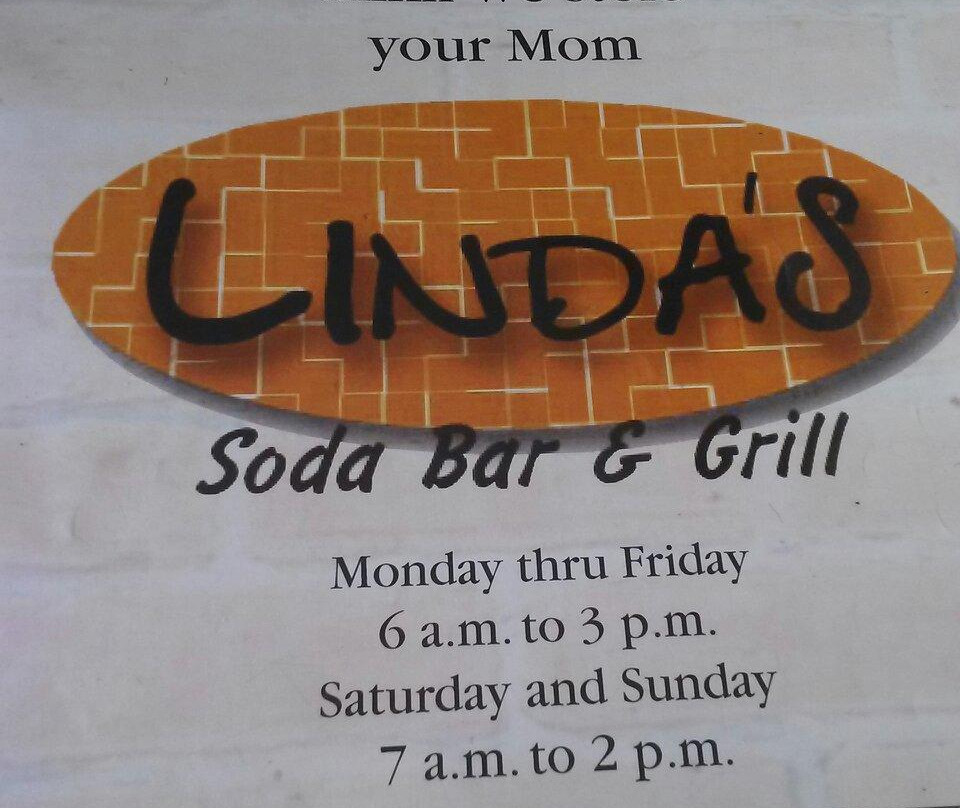 your Mom
LINDA'S
Soda Bar & Grill
Monday thru Friday
6 a.m. to 3 p.m.
Saturday and Sunday
7 a.m. to 2 p.m.